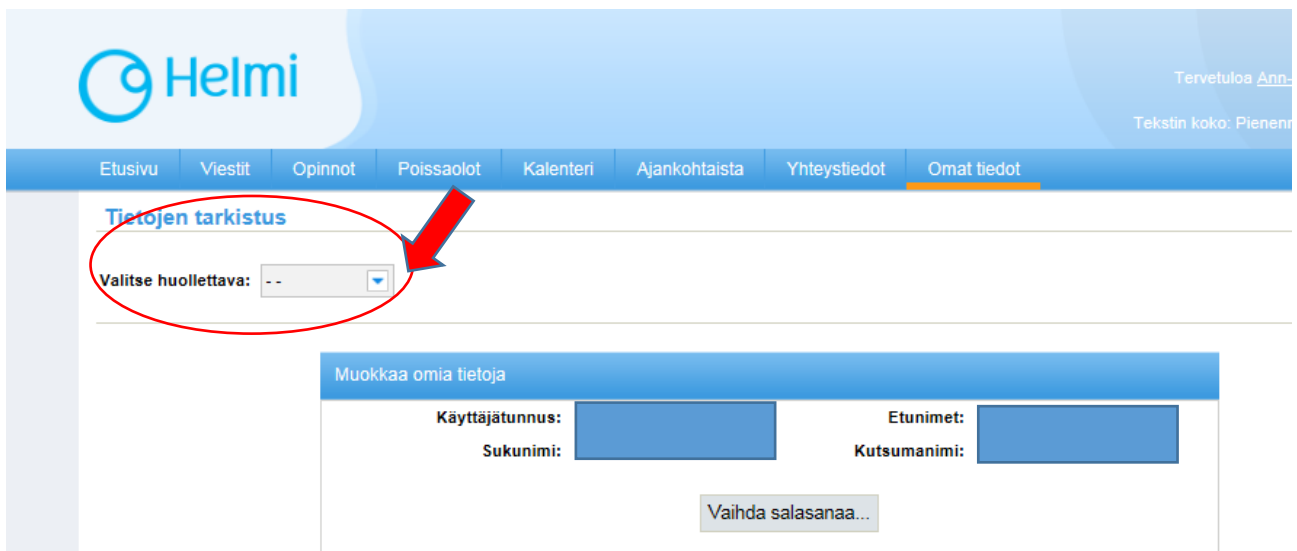 Helmi
Tervetuloa Ann-
Tekstin koko:
Etusivu Viestit Opinnot Poissaolot Kalenteri Ajankohtaista Yhteystiedot Omat tiedot
Tietojen tarkistus
Valitse huollettava: - -
Muokkaa omia tietoja
Käyttäjätunnus: Etunimet:
Sukunimi: Kutsumanimi:
Vaihda salasanaa...